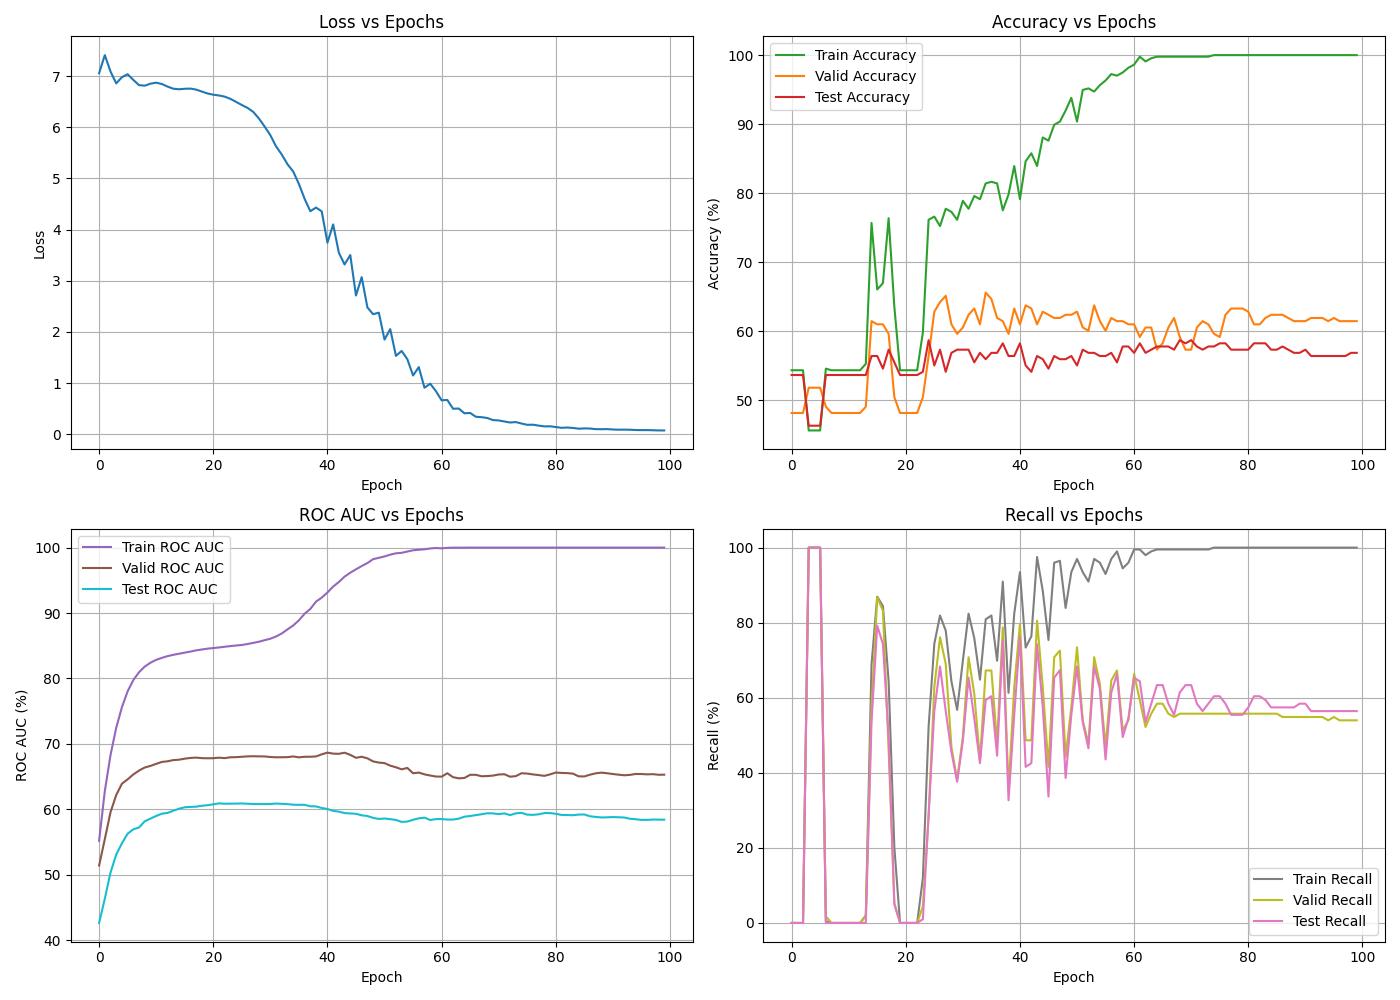 Loss vs Epochs
Loss
7
6
5
4
3
2
1
0
0 20 40 60 80 100
Epoch
Accuracy vs Epochs
Train Accuracy
Valid Accuracy
Test Accuracy
Accuracy (%)
100
90
80
70
60
50
0 20 40 60 80 100
Epoch
ROC AUC vs Epochs
Train ROC AUC
Valid ROC AUC
Test ROC AUC
ROC AUC (%)
100
90
80
70
60
50
40
0 20 40 60 80 100
Epoch
Recall vs Epochs
Recall (%)
100
80
60
40
20
0
Train Recall
Valid Recall
Test Recall
0 20 40 60 80 100
Epoch